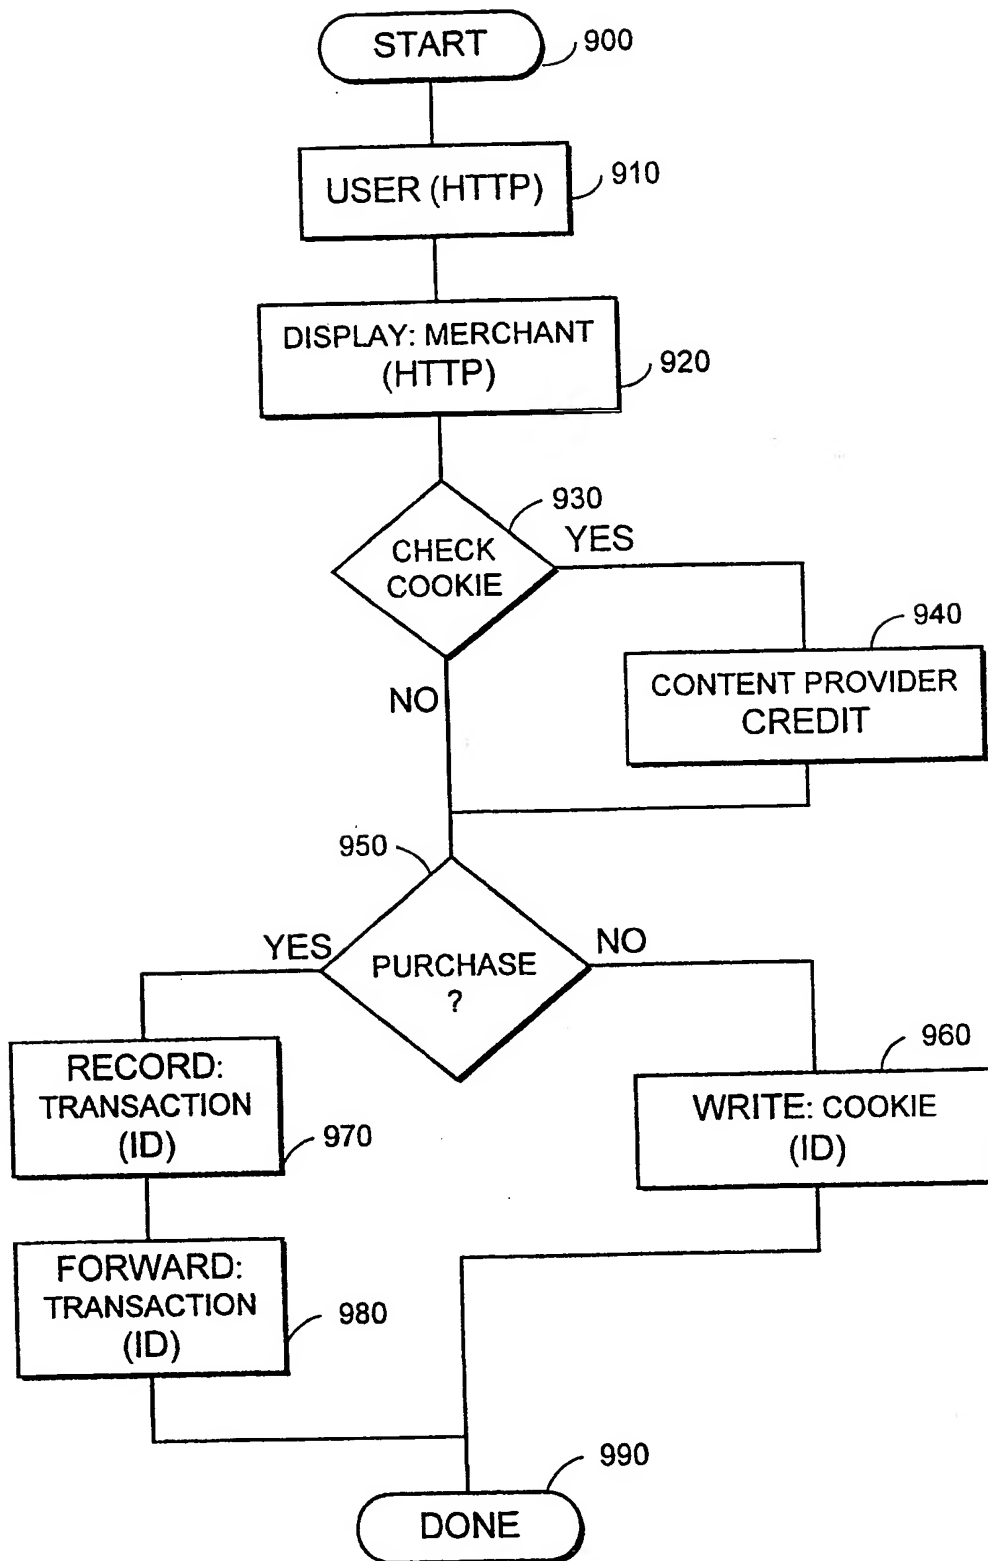 START
900
USER (HTTP)
910
DISPLAY: MERCHANT
(HTTP)
920
930
CHECK
COOKIE
YES
NO
940
CONTENT PROVIDER
CREDIT
950
PURCHASE
?
YES
NO
RECORD:
TRANSACTION
(ID)
970
960
WRITE: COOKIE
(ID)
FORWARD:
TRANSACTION
(ID)
980
990
DONE